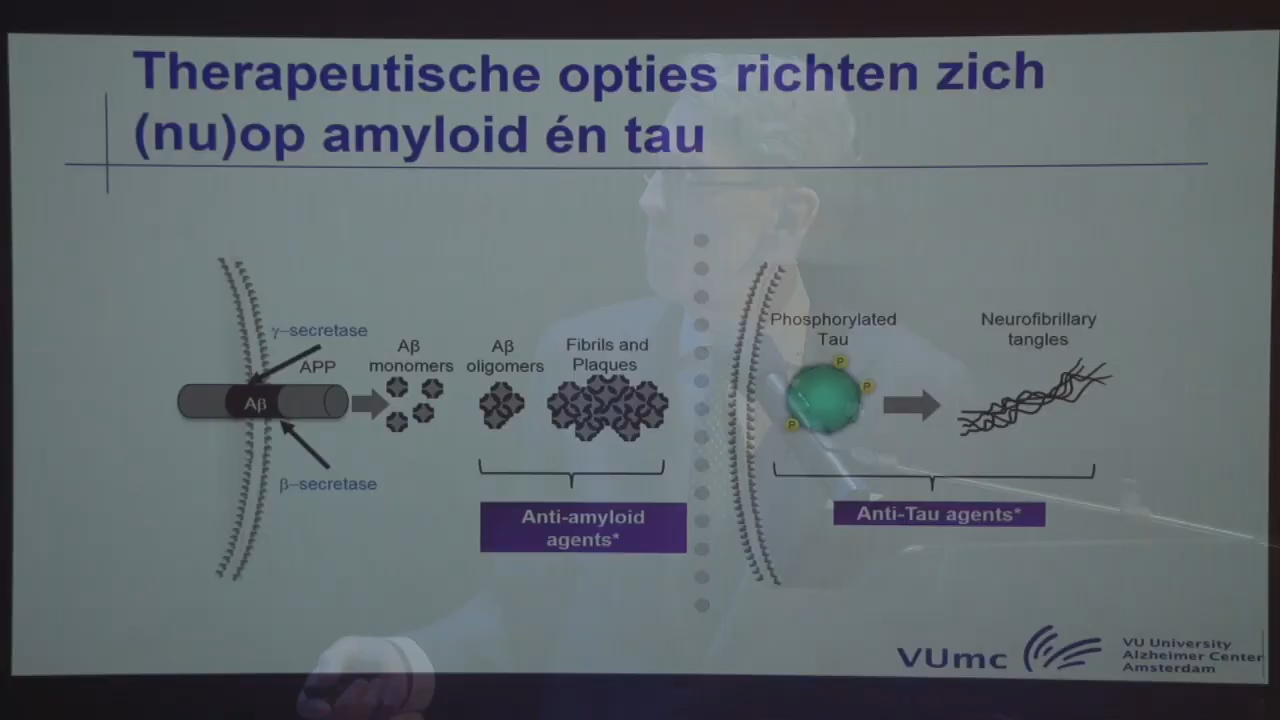 Therapeutische opties richten zich
(nu)op amyloid én tau
γ–secretase
APP
Aβ
β–secretase
Aβ
monomers
Aβ
oligomers
Fibrils and
Plaques
Anti-amyloid
agents*
Phosphorylated
Tau
P
P
P
Neurofibrillary
tangles
Anti-Tau agents*
VUmc
VU University
Alzheimer Center
Amsterdam